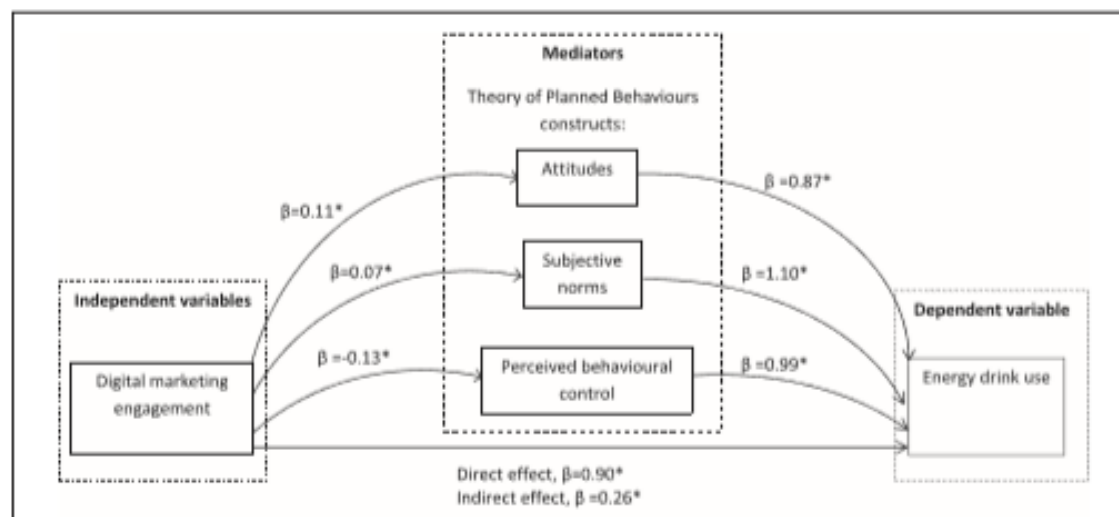 Mediators
Theory of Planned Behaviours
constructs:
Attitudes
β=0.11*
β =0.87*
Subjective
norms
β=0.07*
β =1.10*
Independent variables
Dependent variable
Digital marketing
engagement
β =-0.13*
Perceived behavioural
control
β =0.99*
Energy drink use
Direct effect, β=0.90*
Indirect effect, β =0.26*